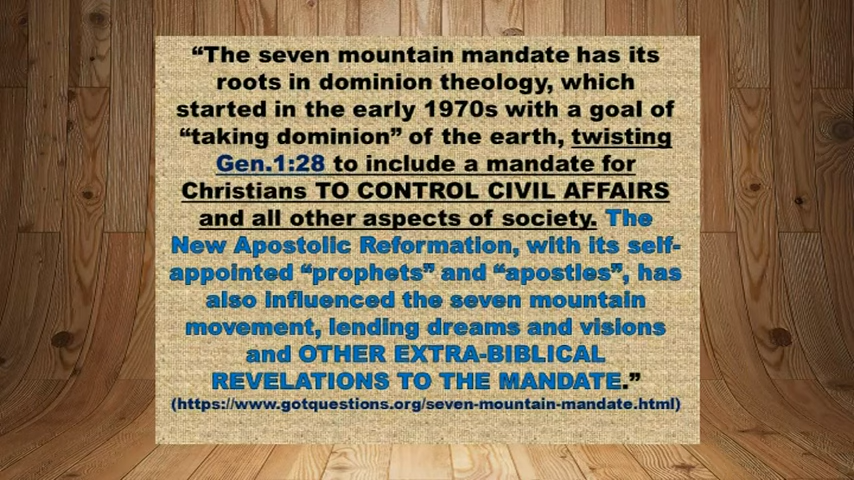 “The seven mountain mandate has its
roots in dominion theology, which
started in the early 1970s with a goal of
“taking dominion” of the earth, twisting
Gen.1:28 to include a mandate for
Christians TO CONTROL CIVIL AFFAIRS
and all other aspects of society. The
New Apostolic Reformation, with its self-
appointed “prophets” and “apostles”, has
also influenced the seven mountain
movement, lending dreams and visions
and OTHER EXTRA-BIBLICAL
REVELATIONS TO THE MANDATE.”
(https://www.gotquestions.org/seven-mountain-mandate.html)